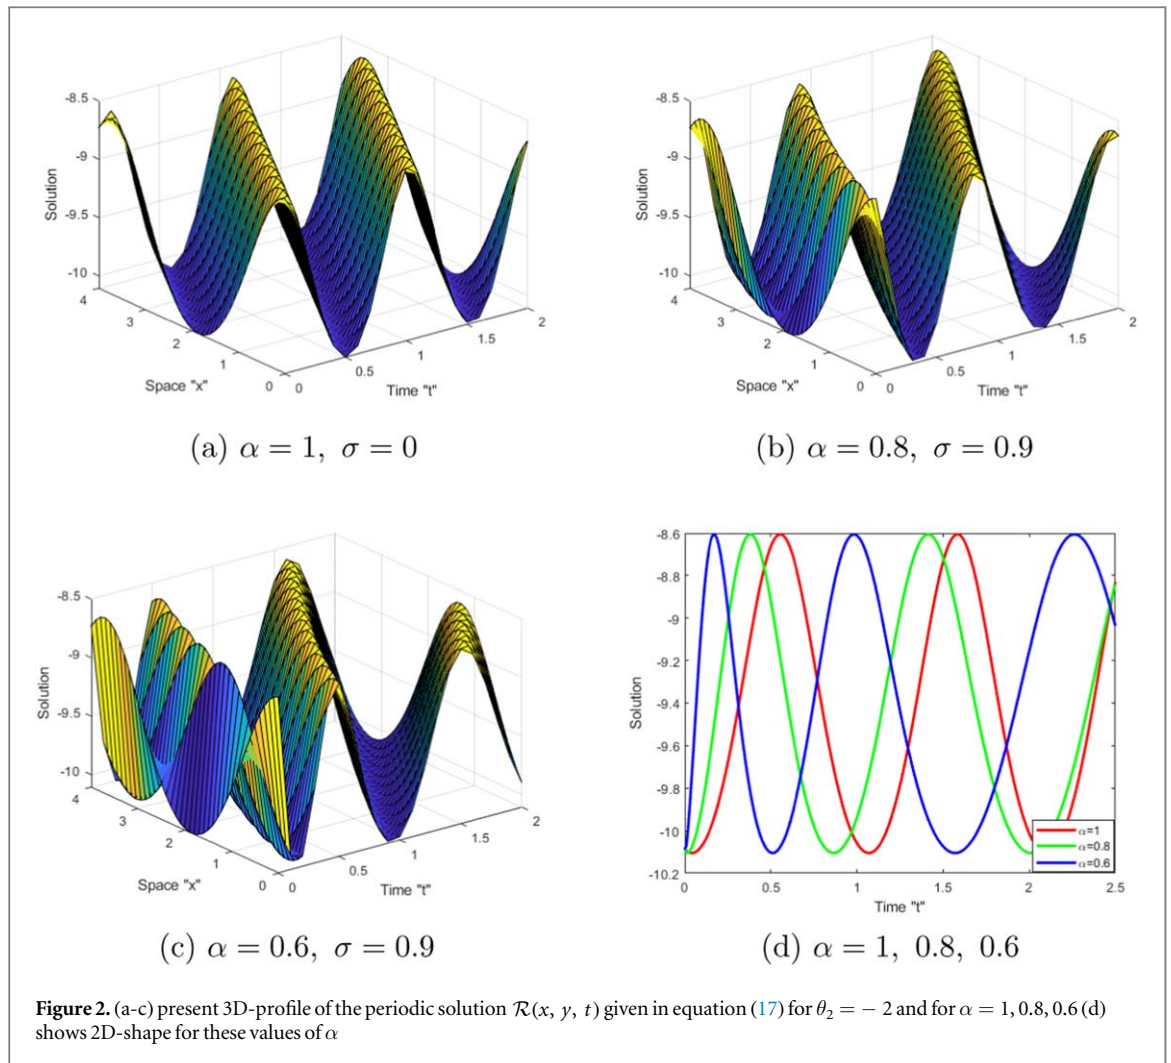 -8.5
-9
-9.5
-10
Solution
4
3
2
1
0
Space "x"
0
0.5
1
1.5
2
Time "t"
(a) α = 1, σ = 0
-8.5
-9
-9.5
-10
Solution
4
3
2
1
0
Space "x"
0
0.5
1
1.5
2
Time "t"
(b) α = 0.8, σ = 0.9
-8.5
-9
-9.5
-10
Solution
4
3
2
1
0
Space "x"
0
0.5
1
1.5
2
Time "t"
(c) α = 0.6, σ = 0.9
-8.6
-8.8
-9
-9.2
-9.4
-9.6
-9.8
-10
-10.2
Solution
0
0.5
1
1.5
2
2.5
Time "t"
α=1
α=0.8
α=0.6
(d) α = 1, 0.8, 0.6
Figure 2. (a-c) present 3D-profile of the periodic solution ℛ(x, y, t) given in equation (17) for θ₂ = − 2 and for α = 1, 0.8, 0.6 (d)
shows 2D-shape for these values of α